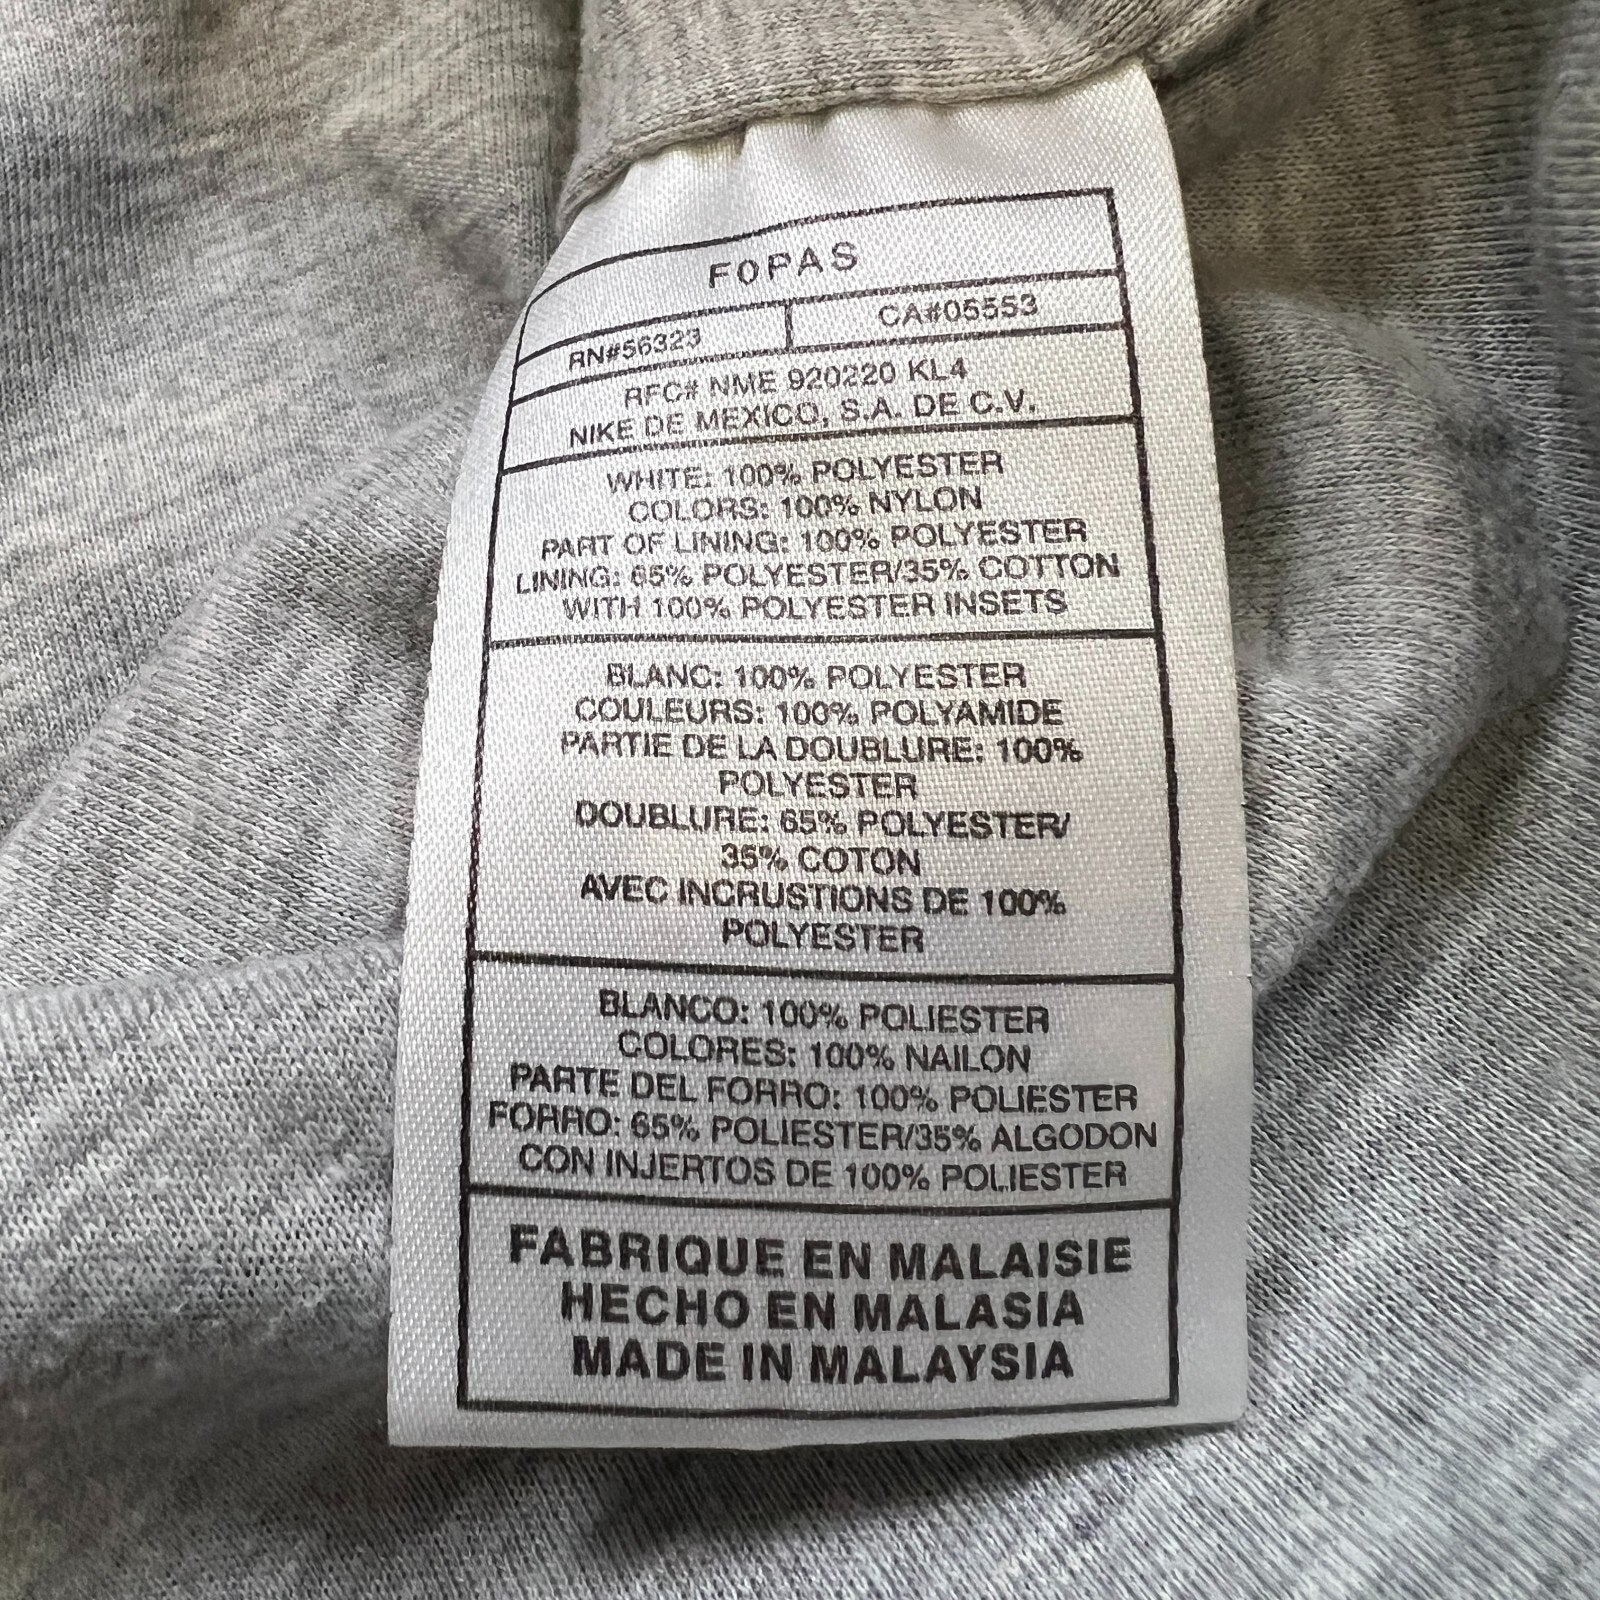 FOPAS
RN#56323
CA#05553
RFC# NME 920220 KL4
NIKE DE MEXICO, S.A. DE C.V.
WHITE: 100% POLYESTER
COLORS: 100% NYLON
PART OF LINING: 100% POLYESTER
LINING: 65% POLYESTER/35% COTTON
WITH 100% POLYESTER INSETS
BLANC: 100% POLYESTER
COULEURS: 100% POLYAMIDE
PARTIE DE LA DOUBLURE: 100%
POLYESTER
DOUBLURE: 65% POLYESTER/
35% COTON
AVEC INCRUSTIONS DE 100%
POLYESTER
BLANCO: 100% POLIESTER
COLORES: 100% NAILON
PARTE DEL FORRO: 100% POLIESTER
FORRO: 65% POLIESTER/35% ALGODON
CON INJERTOS DE 100% POLIESTER
FABRIQUE EN MALAISIE
HECHO EN MALASIA
MADE IN MALAYSIA